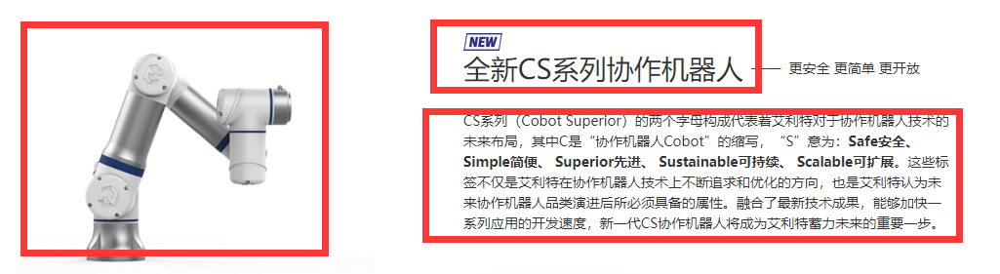 NEW
全新CS系列协作机器人 —— 更安全 更简单 更开放
CS系列（Cobot Superior）的两个字母构成代表着艾利特对于协作机器人技术的
未来布局，其中C是“协作机器人Cobot”的缩写，“S”意为：Safe安全、
Simple简便、 Superior先进、 Sustainable可持续、 Scalable可扩展。这些标
签不仅是艾利特在协作机器人技术上不断追求和优化的方向，也是艾利特认为未
来协作机器人品类演进后所必须具备的属性。融合了最新技术成果，能够加快一
系列应用的开发速度，新一代CS协作机器人将成为艾利特蓄力未来的重要一步。